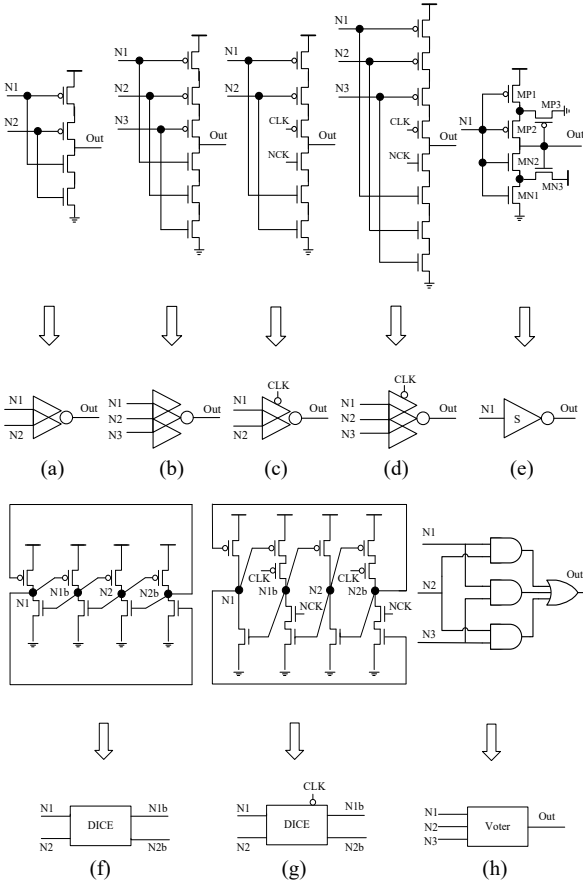 N1
N2
Out
N1
N2
N3
Out
N1
N2
CLK
NCK
Out
N1
N2
N3
CLK
NCK
Out
N1
MP1
MP3
MP2
MN2
MN3
MN1
Out
N1
N2
Out
(a)
N1
N2
N3
Out
(b)
CLK
N1
N2
Out
(c)
CLK
N1
N2
N3
Out
(d)
N1
S
Out
(e)
N1
N1b
N2
N2b
N1
CLK
N1b
NCK
N2
CLK
N2b
NCK
N1
N2
N3
Out
N1
N2
DICE
N1b
N2b
(f)
CLK
N1
N2
DICE
N1b
N2b
(g)
N1
N2
N3
Voter
Out
(h)